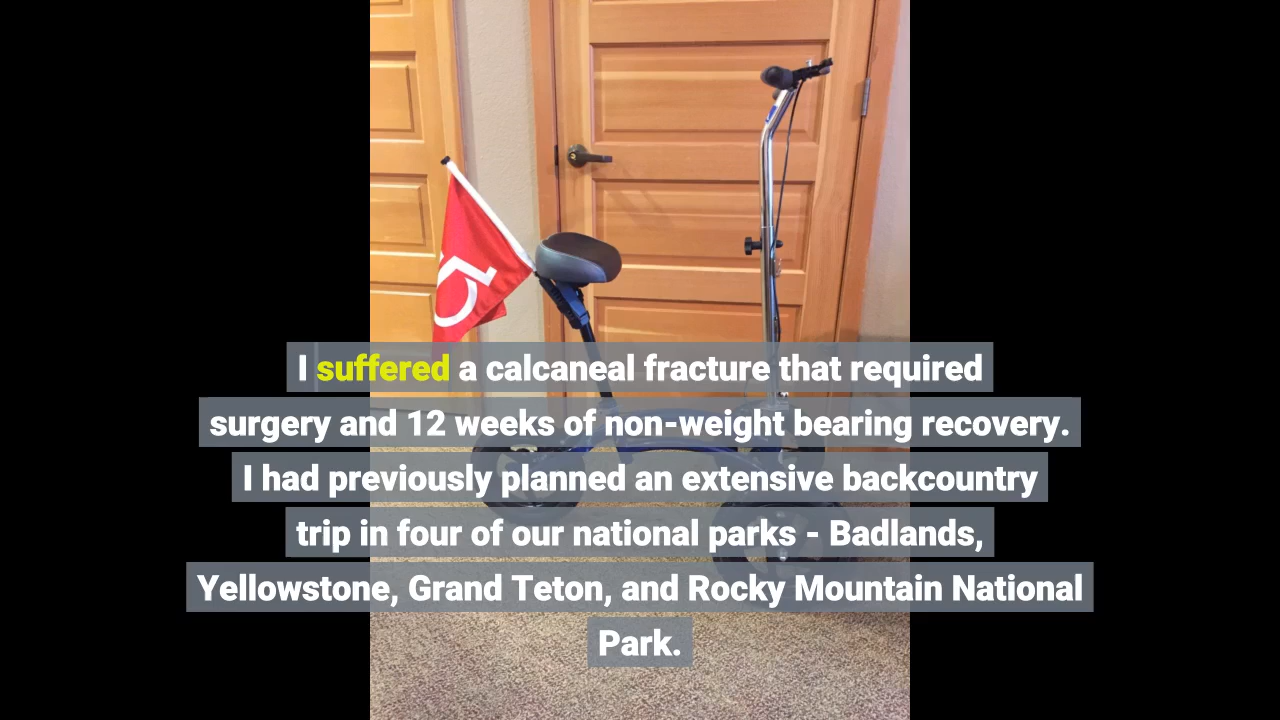 I suffered a calcaneal fracture that required
surgery and 12 weeks of non-weight bearing recovery.
I had previously planned an extensive backcountry
trip in four of our national parks - Badlands,
Yellowstone, Grand Teton, and Rocky Mountain National
Park.